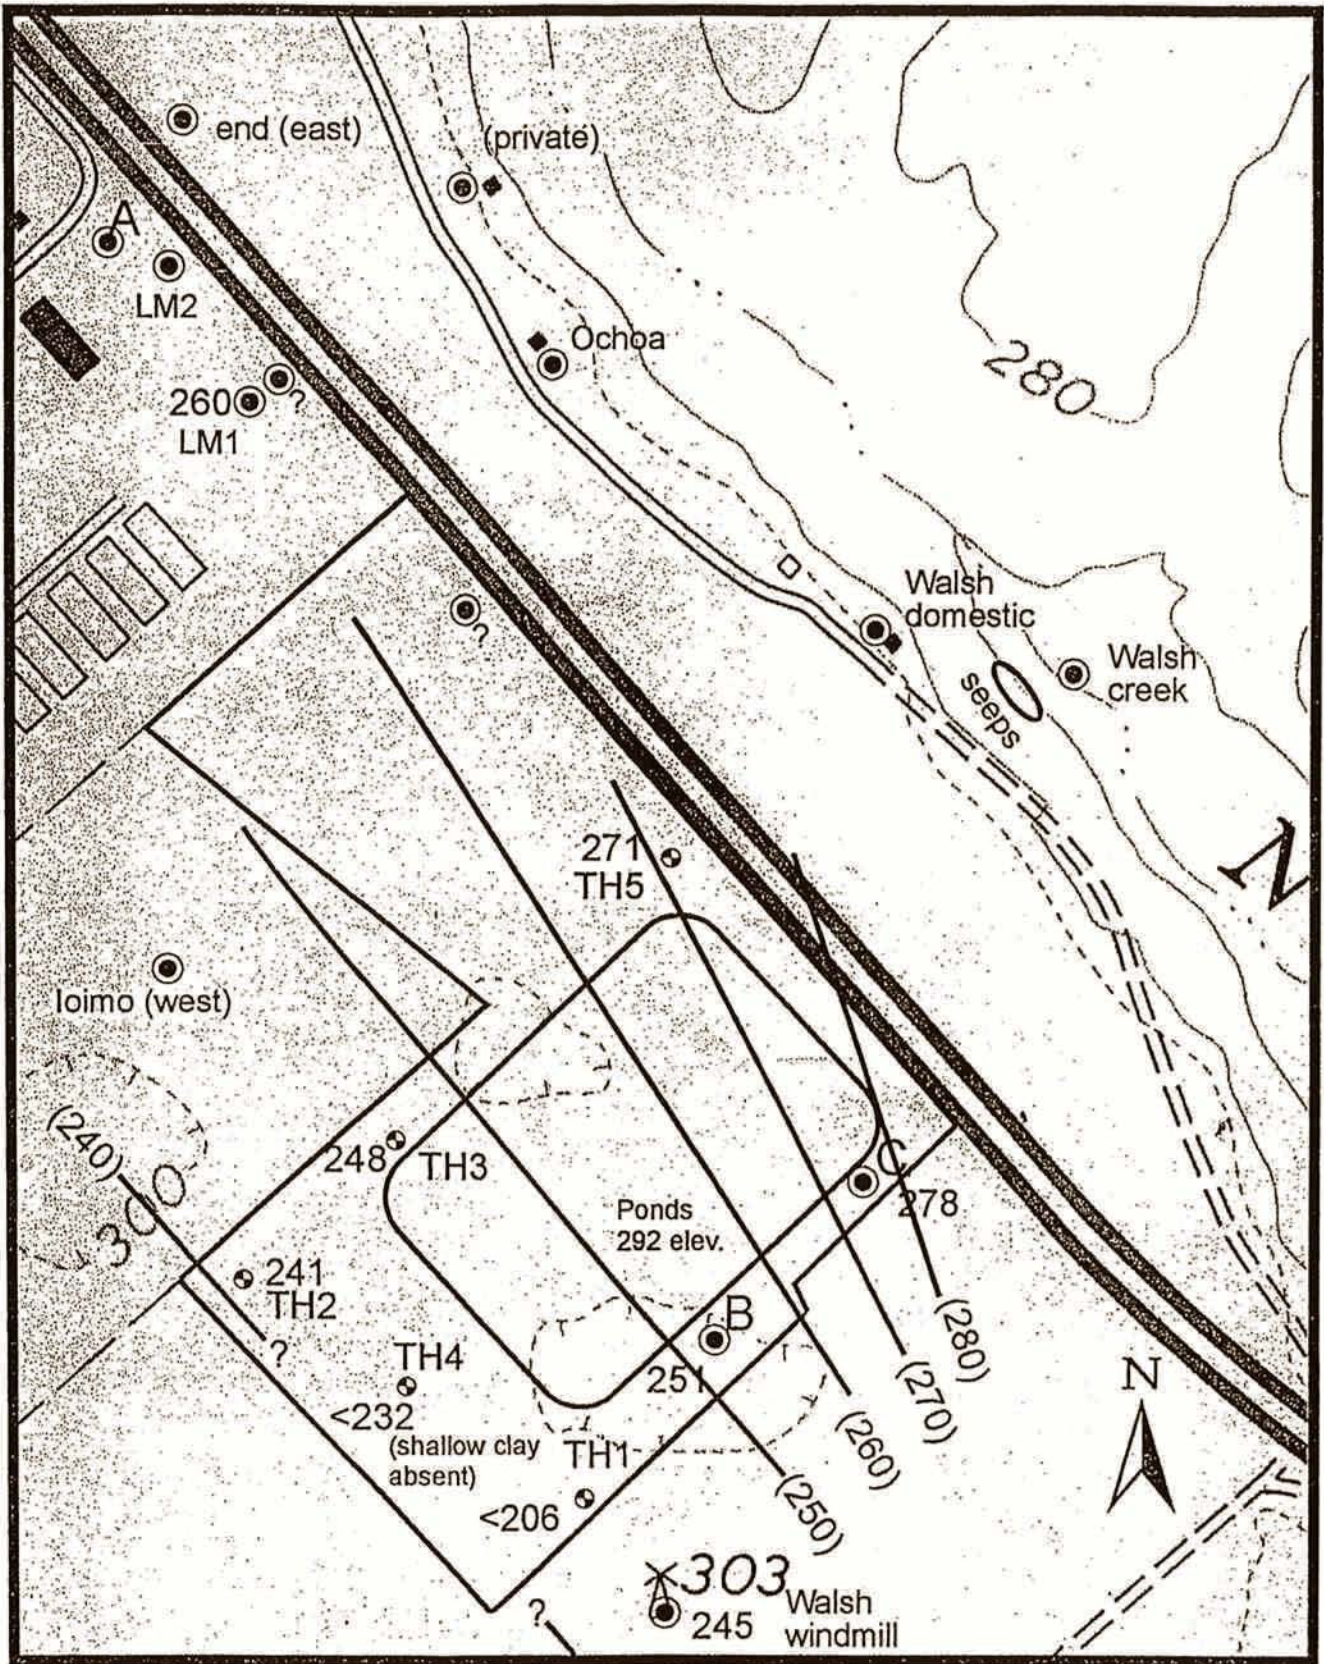 end (east)
(private)
A
LM2
Ochoa
280
260
?
LM1
?
Walsh
domestic
Walsh
creek
seeps
N
271
TH5
Ioimo (west)
(240)
300
248
TH3
C
278
Ponds
292 elev.
241
TH2
?
B
251
(280)
(270)
(260)
(250)
TH4
<232
(shallow clay
absent)
TH1
<206
N
303
?
245
Walsh
windmill